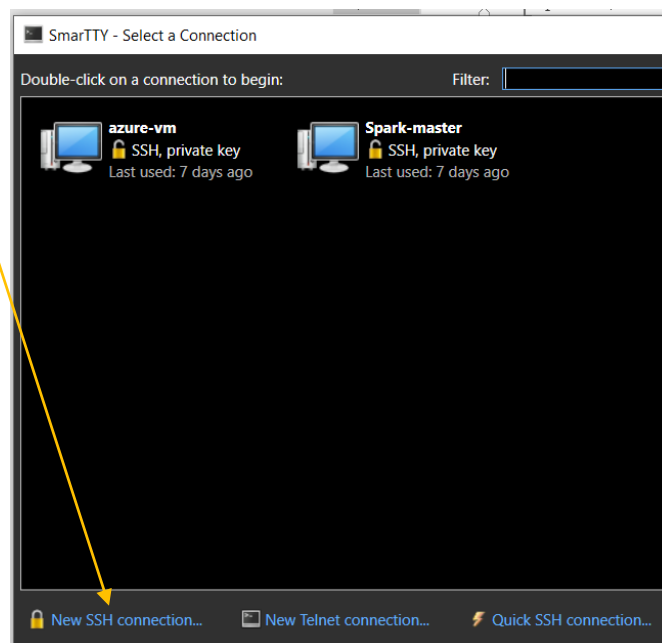 SmarTTY - Select a Connection
Double-click on a connection to begin: Filter:
azure-vm
SSH, private key
Last used: 7 days ago
Spark-master
SSH, private key
Last used: 7 days ago
New SSH connection... New Telnet connection... Quick SSH connection...